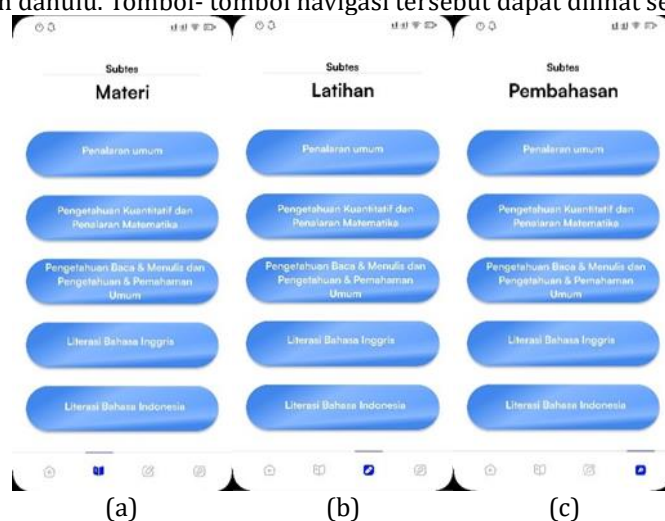 dahulu. Tombol- tombol navigasi tersebut dapat dilihat
Subtes
Materi
Penalaran umum
Pengetahuan Kuantitatif dan
Penalaran Matematika
Pengetahuan Baca & Menulis dan
Pengetahuan & Pemahaman
Umum
Literasi Bahasa Inggris
Literasi Bahasa Indonesia
(a)
Subtes
Latihan
Penalaran umum
Pengetahuan Kuantitatif dan
Penalaran Matematika
Pengetahuan Baca & Menulis dan
Pengetahuan & Pemahaman
Umum
Literasi Bahasa Inggris
Literasi Bahasa Indonesia
(b)
Subtes
Pembahasan
Penalaran umum
Pengetahuan Kuantitatif dan
Penalaran Matematika
Pengetahuan Baca & Menulis dan
Pengetahuan & Pemahaman
Umum
Literasi Bahasa Inggris
Literasi Bahasa Indonesia
(c)